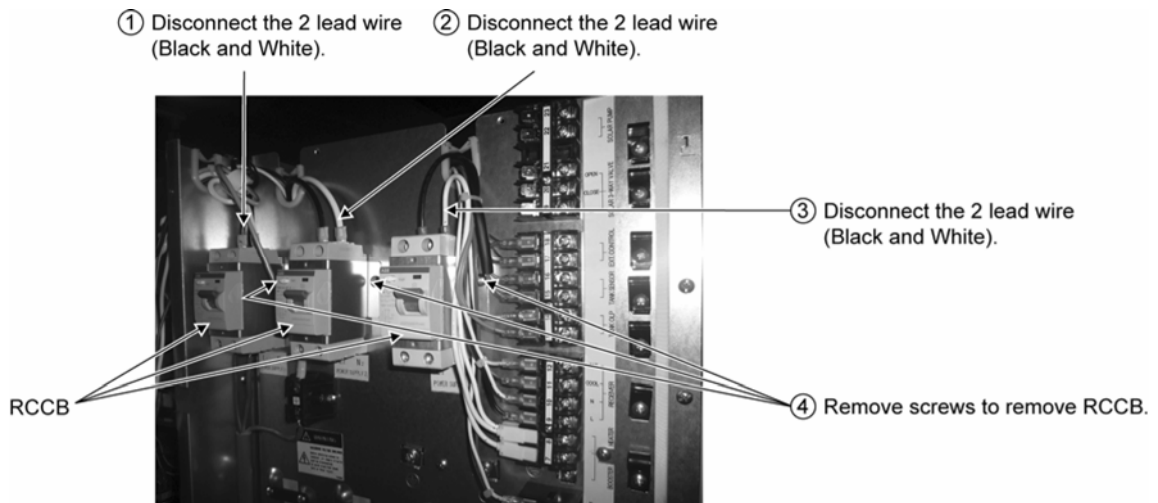 ① Disconnect the 2 lead wire
(Black and White).
② Disconnect the 2 lead wire
(Black and White).
③ Disconnect the 2 lead wire
(Black and White).
④ Remove screws to remove RCCB.
RCCB
SOLAR PUMP
OPEN
CLOSE
SOLAR 3-WAY VALVE
EXT.CONTROL
TANK SENSOR
COOL
RECEIVER
HEATER
BOOSTER